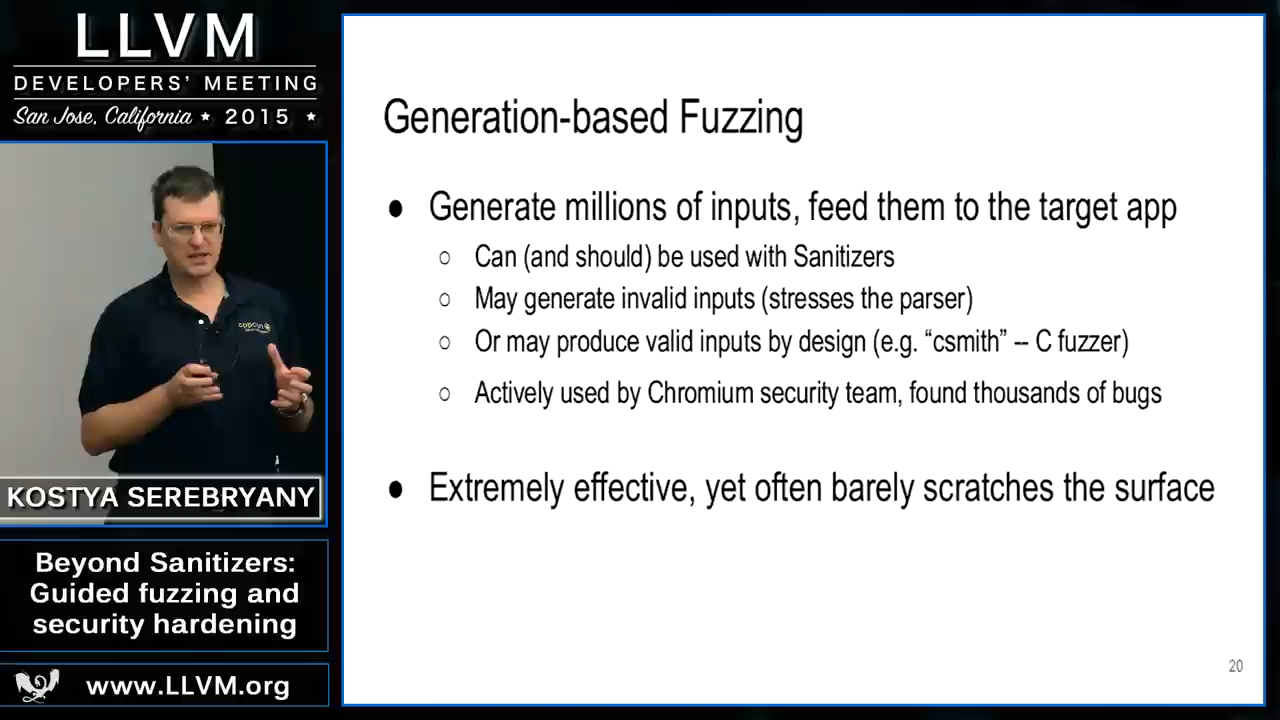 LLVM
DEVELOPERS’ MEETING
San Jose, California ★ 2015 ★
cppcon
KOSTYA SEREBRYANY
Beyond Sanitizers:
Guided fuzzing and
security hardening
www.LLVM.org
Generation-based Fuzzing
● Generate millions of inputs, feed them to the target app
○ Can (and should) be used with Sanitizers
○ May generate invalid inputs (stresses the parser)
○ Or may produce valid inputs by design (e.g. “csmith” -- C fuzzer)
○ Actively used by Chromium security team, found thousands of bugs
● Extremely effective, yet often barely scratches the surface
20